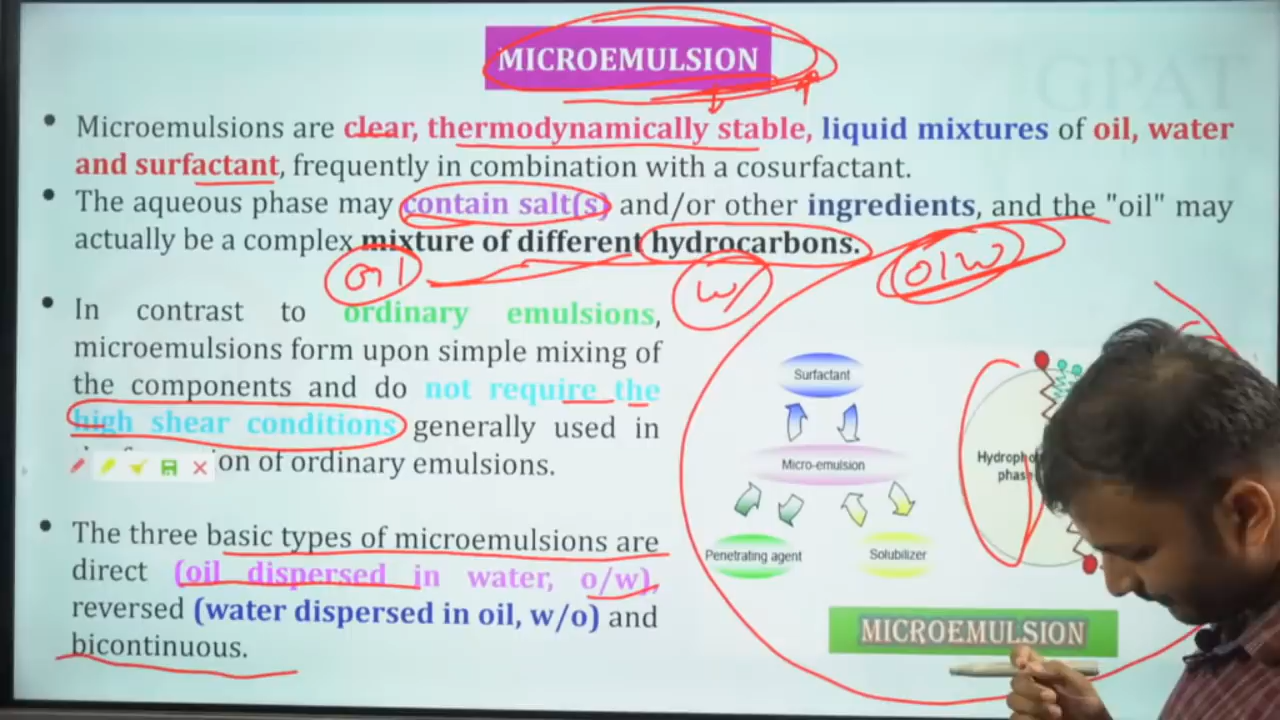 GPAT
MICROEMULSION
Microemulsions are clear, thermodynamically stable, liquid mixtures of oil, water
and surfactant, frequently in combination with a cosurfactant.
The aqueous phase may contain salt(s) and/or other ingredients, and the "oil" may
actually be a complex mixture of different hydrocarbons.
oil
w/
o/w
In contrast to ordinary emulsions,
microemulsions form upon simple mixing of
the components and do not require the
high shear conditions generally used in
ion of ordinary emulsions.
The three basic types of microemulsions are
direct (oil dispersed in water, o/w),
reversed (water dispersed in oil, w/o) and
bicontinuous.
Surfactant
Micro-emulsion
Penetrating agent
Solubilizer
phase
MICROEMULSION